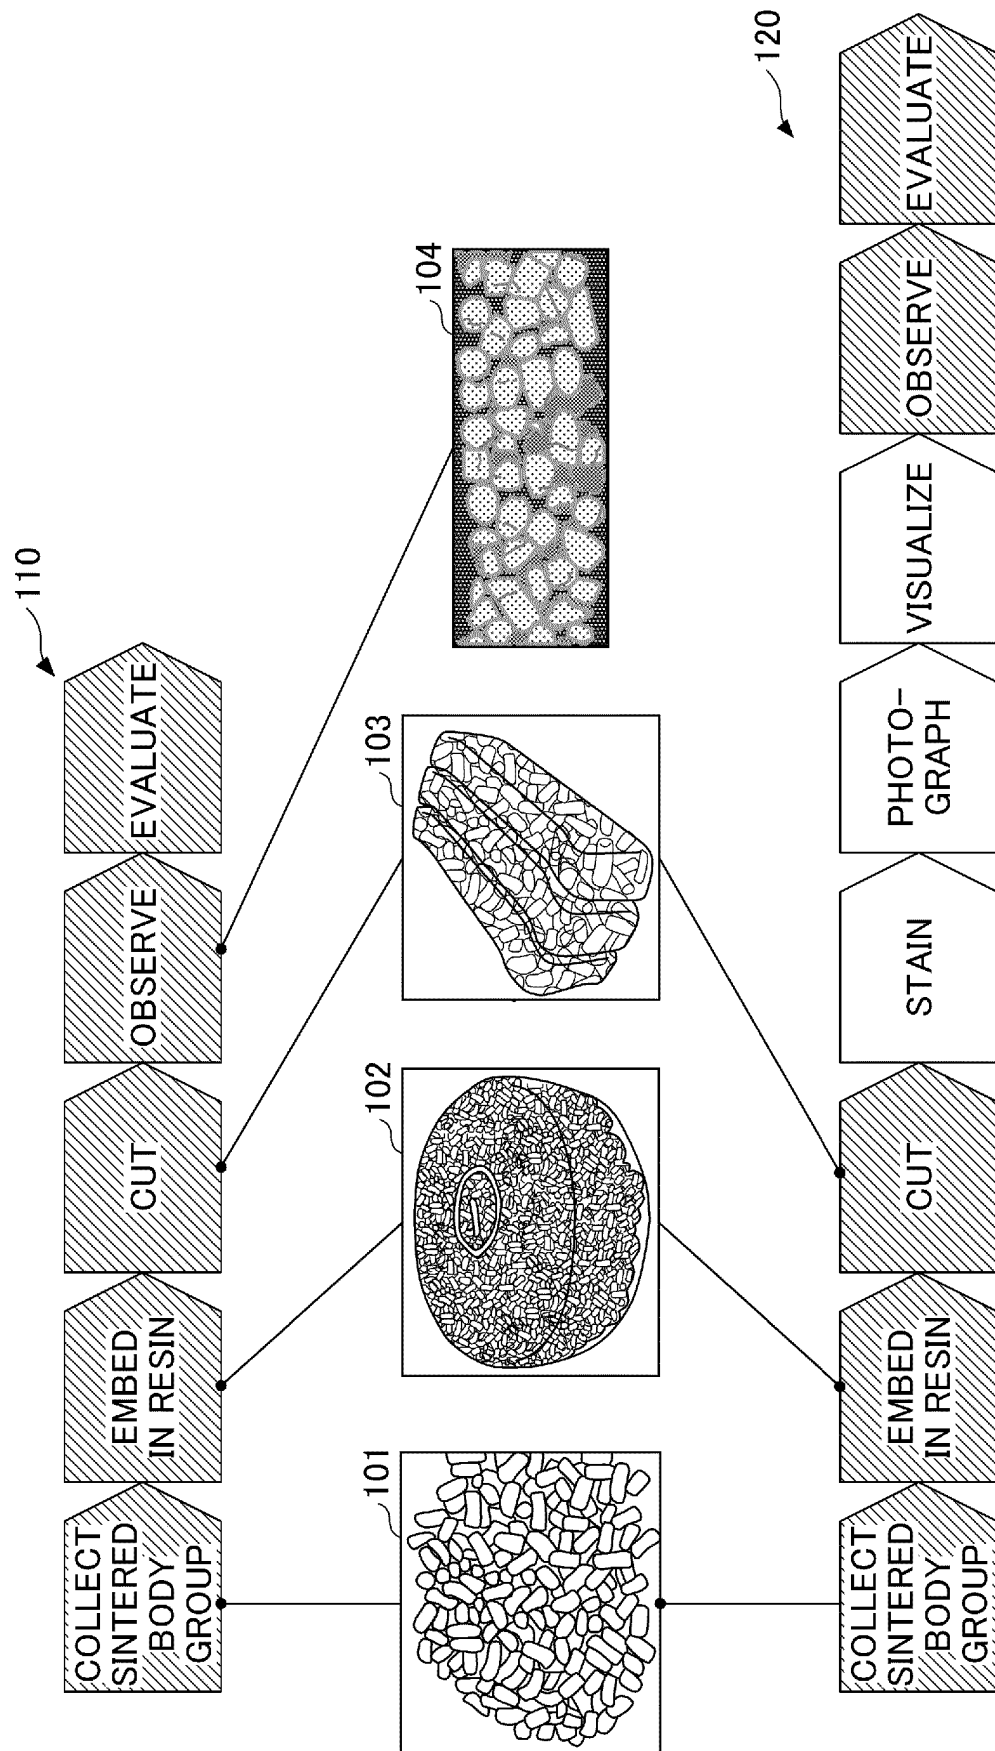 110
COLLECT
SINTERED
BODY
GROUP
EMBED
IN RESIN
CUT
OBSERVE
EVALUATE
101
102
103
104
120
COLLECT
SINTERED
BODY
GROUP
EMBED
IN RESIN
CUT
STAIN
PHOTO-
GRAPH
VISUALIZE
OBSERVE
EVALUATE